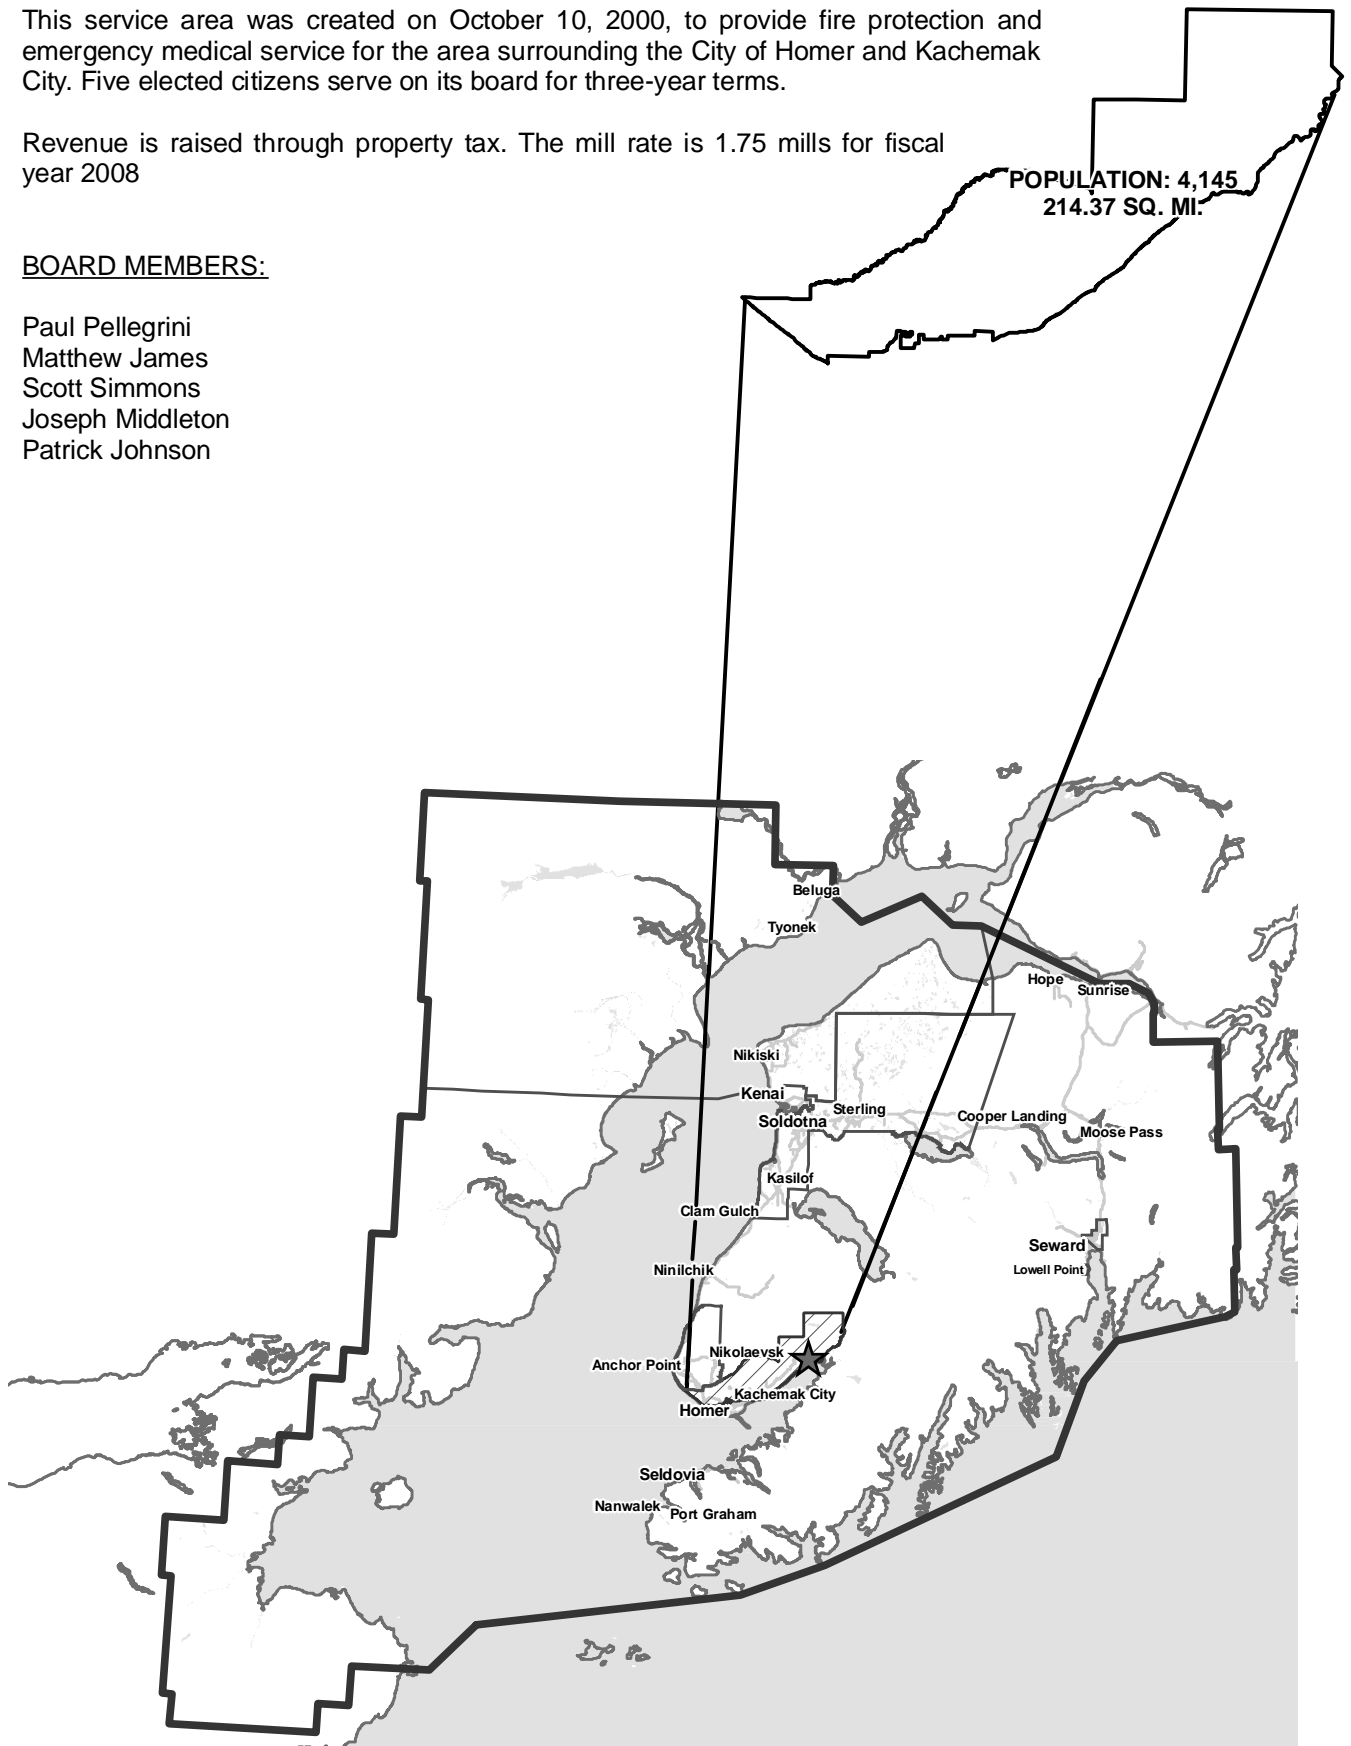 This service area was created on October 10, 2000, to provide fire protection and
emergency medical service for the area surrounding the City of Homer and Kachemak
City. Five elected citizens serve on its board for three-year terms.
Revenue is raised through property tax. The mill rate is 1.75 mills for fiscal
year 2008
POPULATION: 4,145
214.37 SQ. MI.
BOARD MEMBERS:
Paul Pellegrini
Matthew James
Scott Simmons
Joseph Middleton
Patrick Johnson
Beluga
Tyonek
Hope
Sunrise
Nikiski
Kenai
Sterling
Soldotna
Cooper Landing
Moose Pass
Kasilof
Clam Gulch
Seward
Ninilchik
Lowell Point
Nikolaevsk
Anchor Point
Kachemak City
Homer
Seldovia
Nanwalek
Port Graham